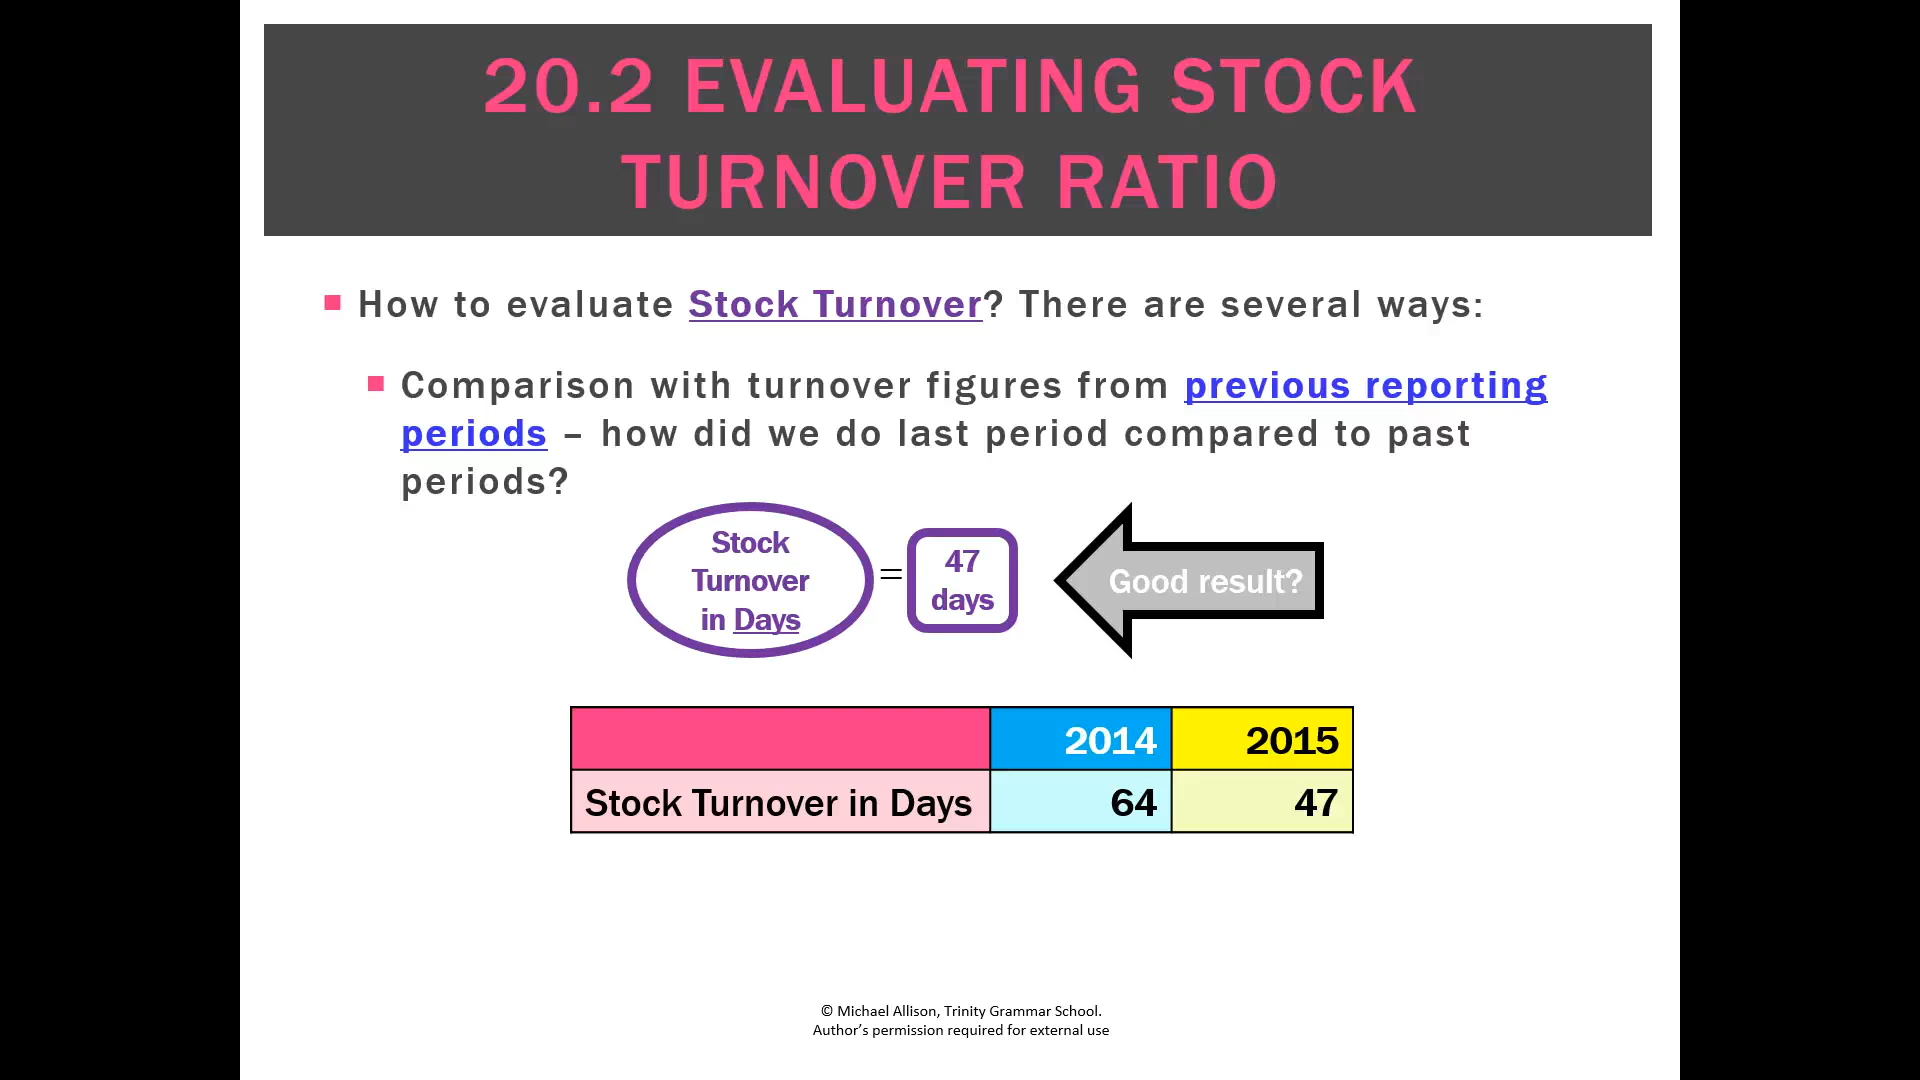 20.2 EVALUATING STOCK
TURNOVER RATIO
How to evaluate Stock Turnover? There are several ways:
Comparison with turnover figures from previous reporting
periods – how did we do last period compared to past
periods?
Stock
Turnover
in Days
=
47
days
Good result?
2014 2015
Stock Turnover in Days 64 47
© Michael Allison, Trinity Grammar School.
Author’s permission required for external use